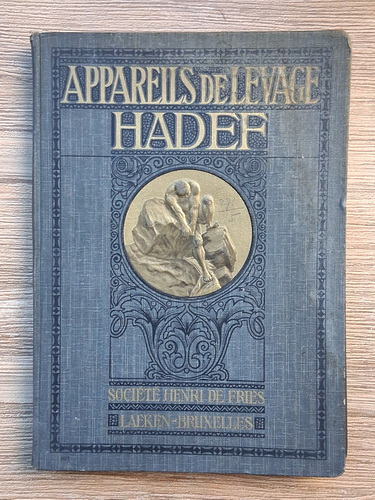 APPAREILS DE LEVAGE
HADEF
SOCIÉTÉ HENRI DE FRIES
LAEKEN-BRUXELLES